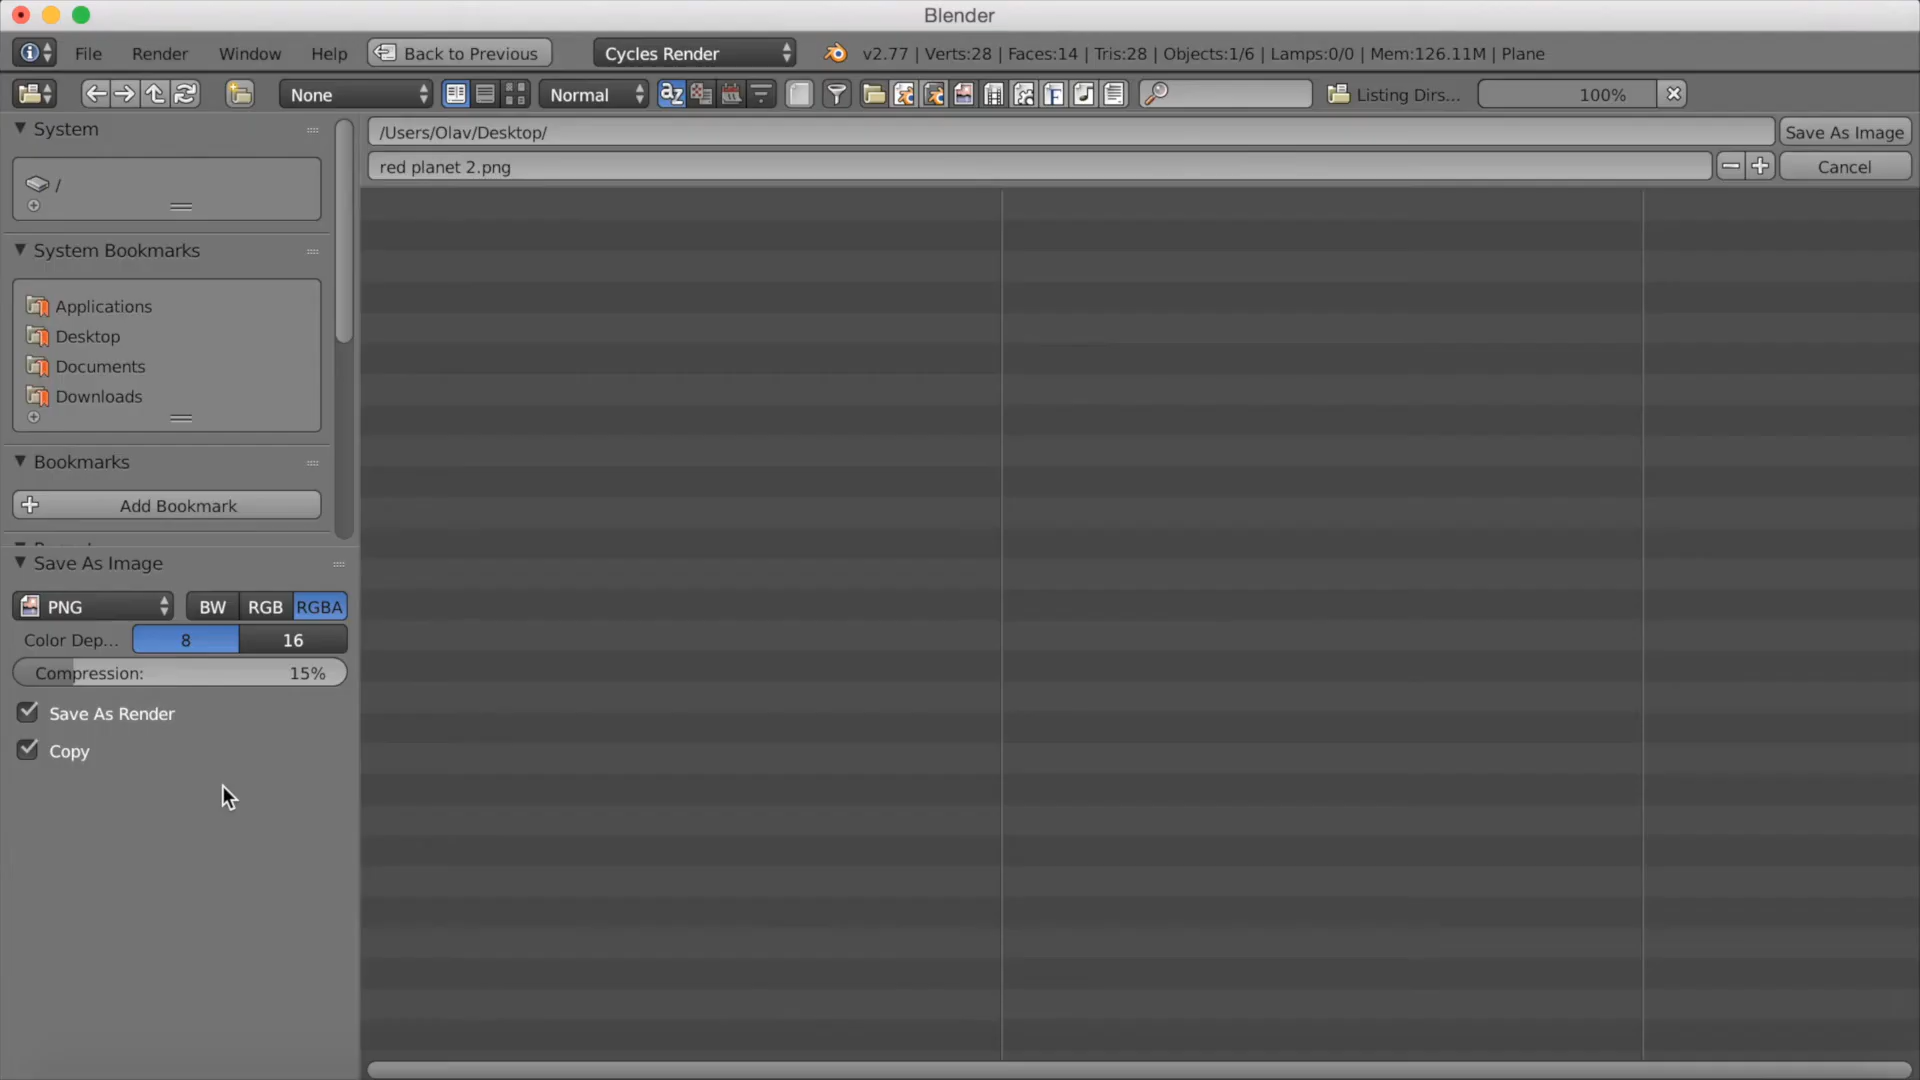 Blender
File Render Window Help Back to Previous Cycles Render v2.77 | Verts:28 | Faces:14 | Tris:28 | Objects:1/6 | Lamps:0/0 | Mem:126.11M | Plane
None Normal Listing Dirs... 100%
System
/Users/Olav/Desktop/ Save As Image
red planet 2.png Cancel
/
System Bookmarks
Applications
Desktop
Documents
Downloads
Bookmarks
Add Bookmark
Save As Image
PNG BW RGB RGBA
Color Dep... 8 16
Compression: 15%
Save As Render
Copy